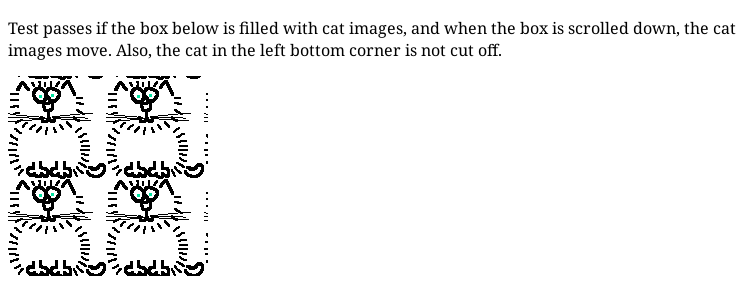 Test passes if the box below is filled with cat images, and when the box is scrolled down, the cat
images move. Also, the cat in the left bottom corner is not cut off.